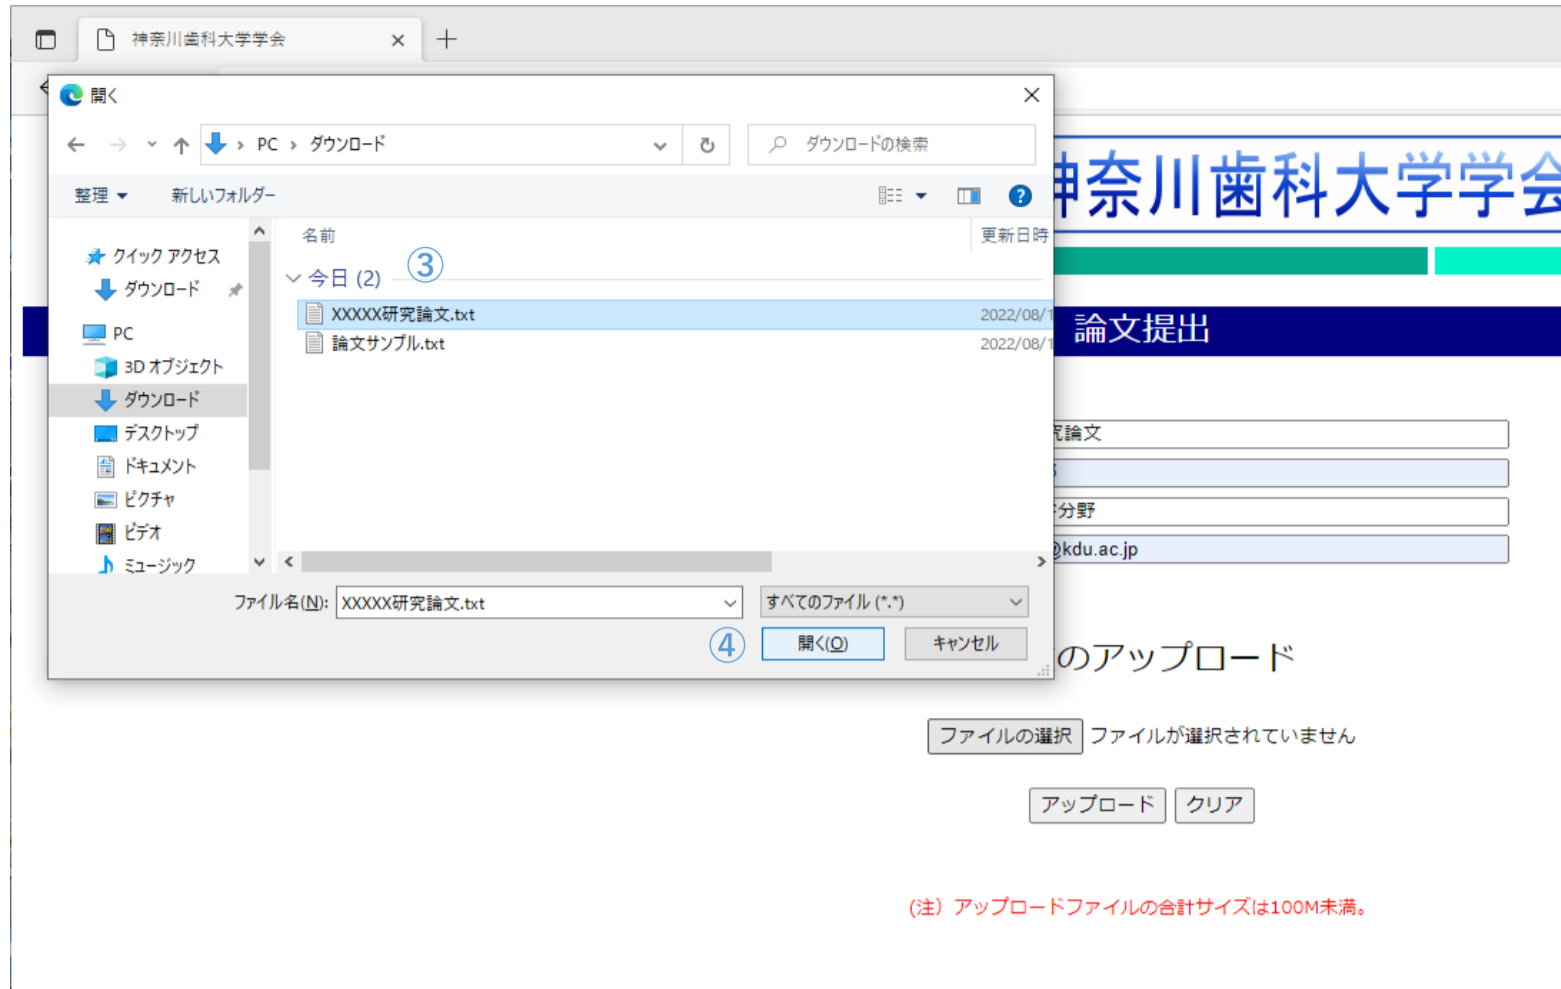 神奈川歯科大学学会
開く
PC › ダウンロード
ダウンロードの検索
整理
新しいフォルダー
クイック アクセス
ダウンロード
PC
3D オブジェクト
ダウンロード
デスクトップ
ドキュメント
ピクチャ
ビデオ
ミュージック
名前
更新日時
③
今日 (2)
XXXXX研究論文.txt
2022/08/1
論文サンプル.txt
2022/08/1
ファイル名(N):
XXXXX研究論文.txt
すべてのファイル (*.*)
④
開く(O)
キャンセル
神奈川歯科大学学会
論文提出
究論文
分野
@kdu.ac.jp
のアップロード
ファイルの選択 ファイルが選択されていません
アップロード クリア
(注）アップロードファイルの合計サイズは100M未満。